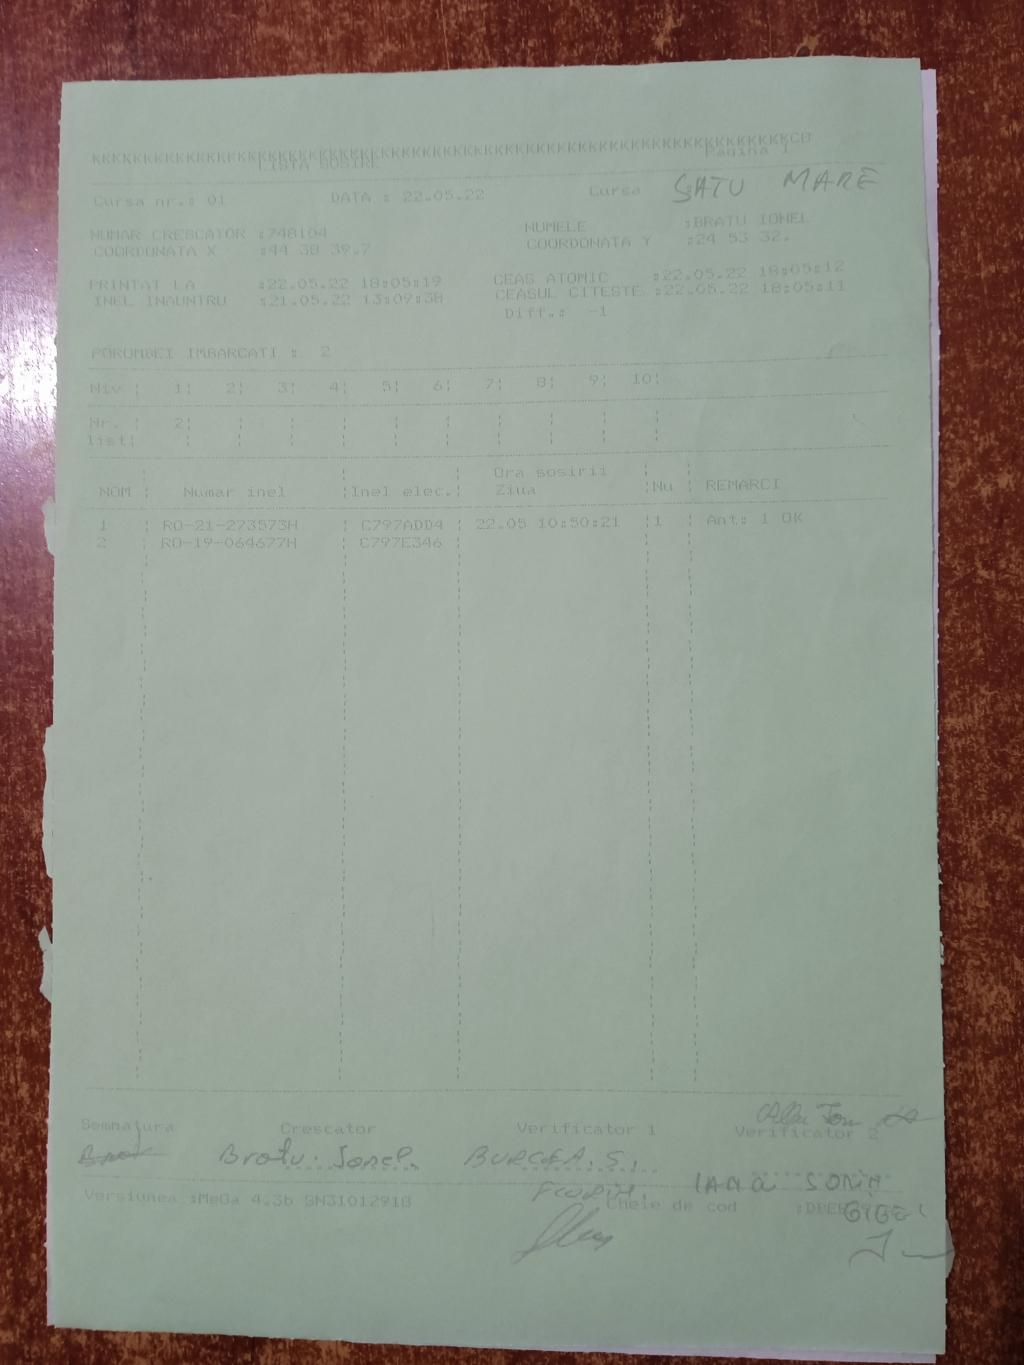 KKKKKKKKKKKKKKKKKKKKKKKKKKKKKKKKKKKKKKKKKKKKKKKKKKKKKKKKKKKKKKKKKKKKCB
LISTA SOSIRE Pagina 1
Cursa nr.: 01 DATA : 22.05.22 Cursa SATU MARE
NUMAR CRESCATOR :748104 NUMELE :BRATU IONEL
COORDONATA X :44 38 39.7 COORDONATA Y :24 53 32.
PRINTAT LA :22.05.22 18:05:19 CEAS ATOMIC :22.05.22 18:05:12
INEL INAUNTRU :21.05.22 13:09:38 CEASUL CITESTE :22.05.22 18:05:11
Diff.: -1
PORUMBEI IMBARCATI : 2
Niv ¦ 1¦ 2¦ 3¦ 4¦ 5¦ 6¦ 7¦ 8¦ 9¦ 10¦
Nr. ¦ 2¦ ¦ ¦ ¦ ¦ ¦ ¦ ¦ ¦ ¦
list¦ ¦ ¦ ¦ ¦ ¦ ¦ ¦ ¦ ¦ ¦
Ora sosirii
NOM ¦ Numar inel ¦Inel elec.¦ Ziua ¦Nu ¦ REMARCI
1 ¦ RO-21-273573H ¦ C797ADD4 ¦ 22.05 10:50:21 ¦1 ¦ Ant: 1 OK
2 ¦ RO-19-064677H ¦ C797E346 ¦
Semnatura Crescator Verificator 1 Verificator 2
Bratu Ionel BURCEA. S.
FLORIN. SORIN
Versiunea :MeGa 4.3b SN31012918 Cheie de cod
GIGEL